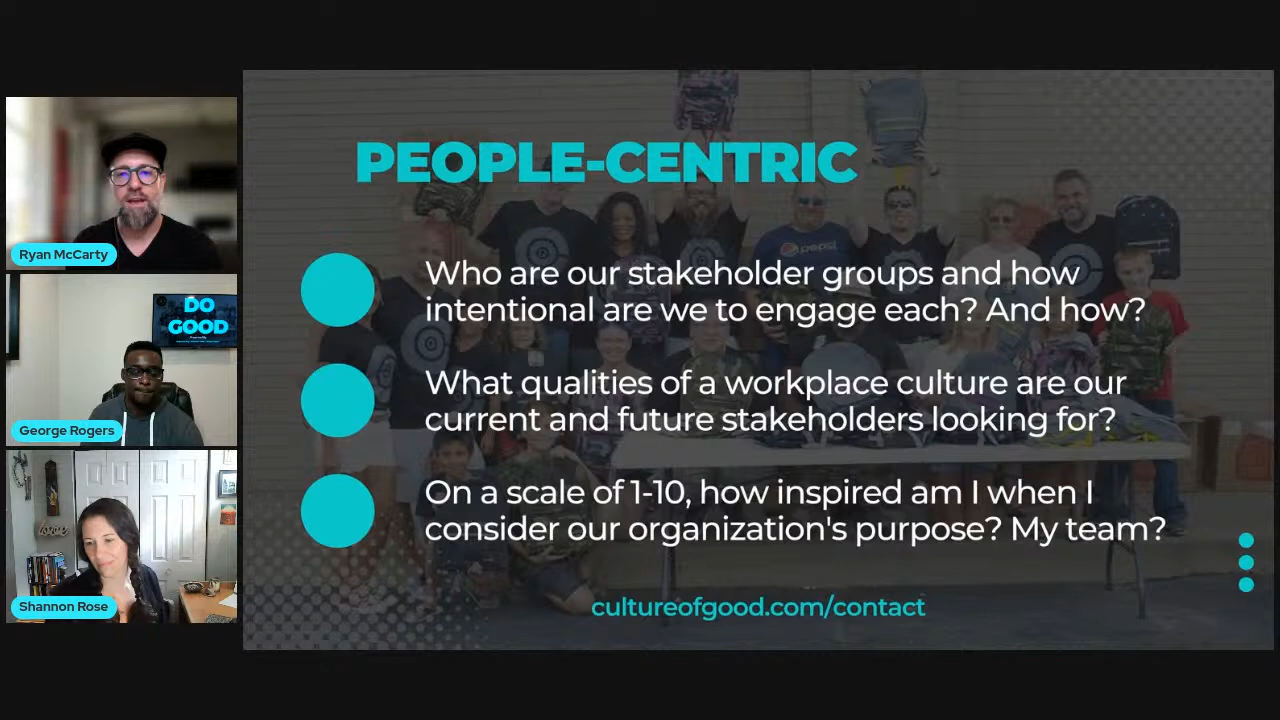 Ryan McCarty
DO
GOOD
George Rogers
Shannon Rose
PEOPLE-CENTRIC
pepsi
Who are our stakeholder groups and how
intentional are we to engage each? And how?
What qualities of a workplace culture are our
current and future stakeholders looking for?
On a scale of 1-10, how inspired am I when I
consider our organization's purpose? My team?
cultureofgood.com/contact